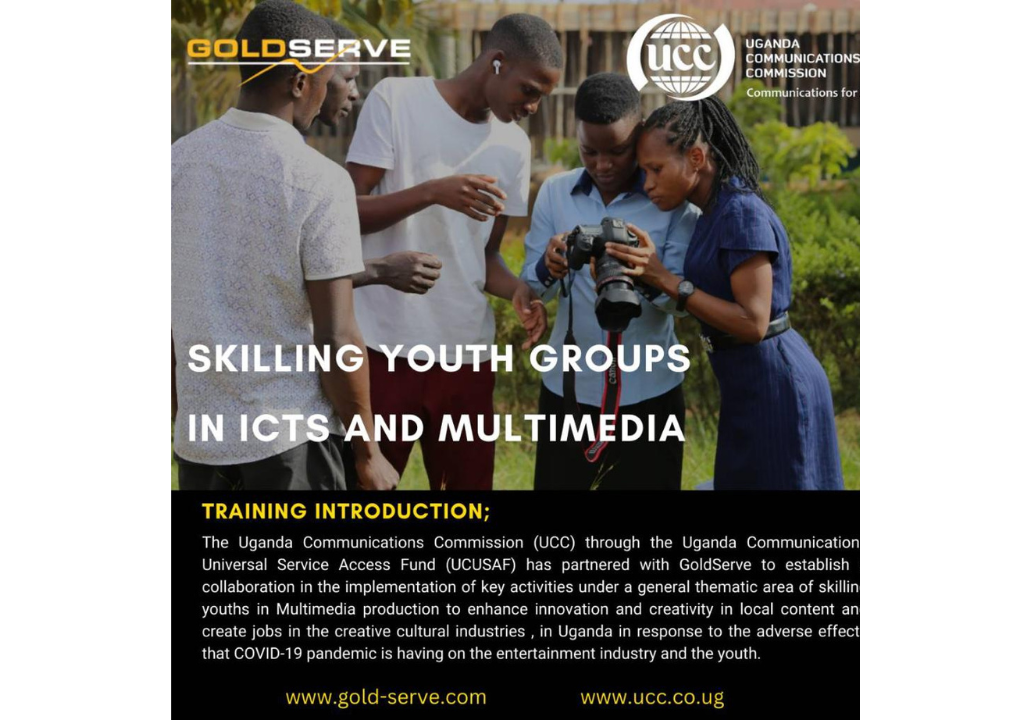 GOLDSERVE
ucc
UGANDA
COMMUNICATIONS
COMMISSION
Communications for
SKILLING YOUTH GROUPS
IN ICTS AND MULTIMEDIA
TRAINING INTRODUCTION;
The Uganda Communications Commission (UCC) through the Uganda Communication
Universal Service Access Fund (UCUSAF) has partnered with GoldServe to establish
collaboration in the implementation of key activities under a general thematic area of skillin
youths in Multimedia production to enhance innovation and creativity in local content an
create jobs in the creative cultural industries , in Uganda in response to the adverse effect
that COVID-19 pandemic is having on the entertainment industry and the youth.
www.gold-serve.com
www.ucc.co.ug